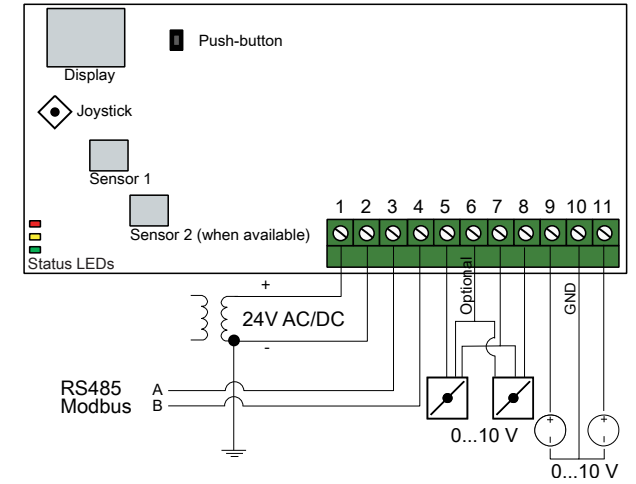 Push-button
Display
Joystick
Sensor 1
Sensor 2 (when available)
Status LEDs
1 2 3 4 5 6 7 8 9 10 11
Optional
GND
+
24V AC/DC
-
RS485 A
Modbus B
0...10 V
+ +
0...10 V